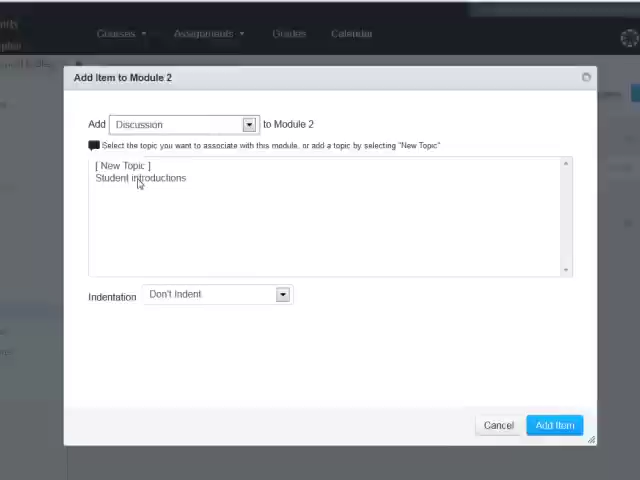 Courses Assignments Grades Calendar
Add Item to Module 2
Add Discussion to Module 2
Select the topic you want to associate with this module, or add a topic by selecting "New Topic"
[ New Topic ]
Student introductions
Indentation Don't Indent
Cancel Add Item